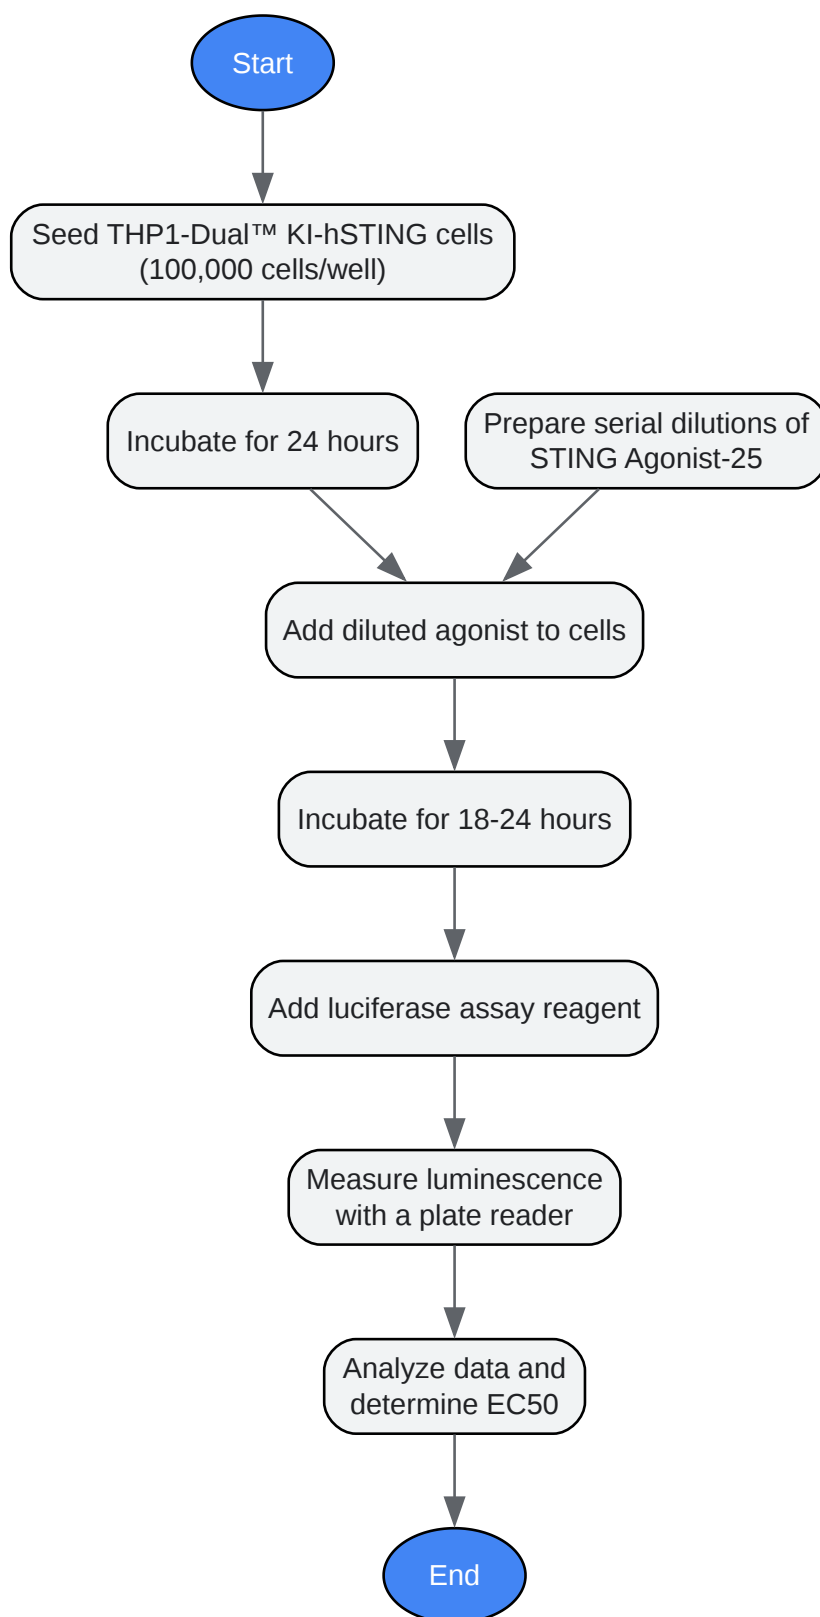 Start
Seed THP1-Dual™ KI-hSTING cells
(100,000 cells/well)
Incubate for 24 hours
Prepare serial dilutions of
STING Agonist-25
Add diluted agonist to cells
Incubate for 18-24 hours
Add luciferase assay reagent
Measure luminescence
with a plate reader
Analyze data and
determine EC50
End